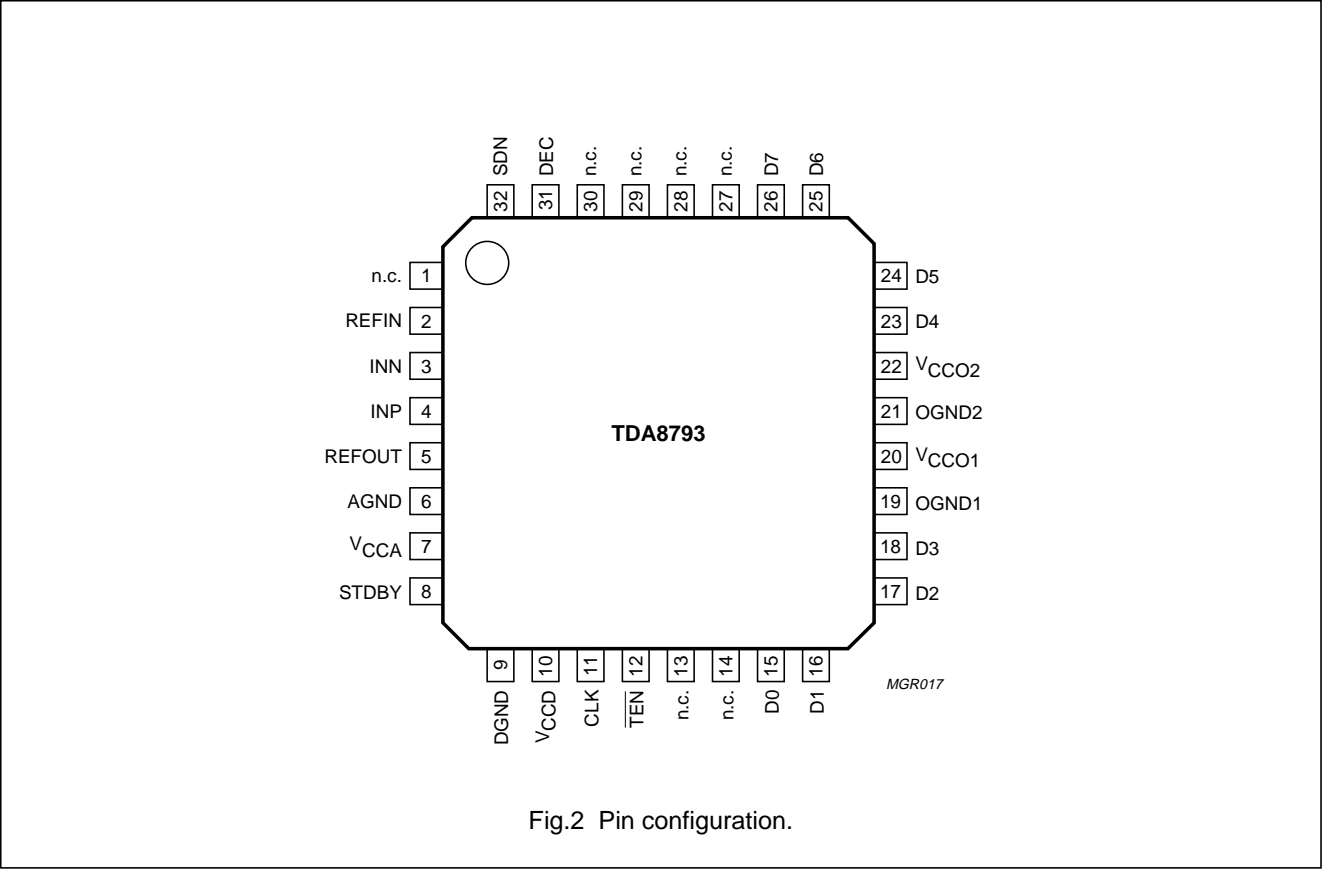 SDN DEC n.c. n.c. n.c. n.c. D7 D6
32 31 30 29 28 27 26 25
n.c. 1
REFIN 2
INN 3
INP 4
REFOUT 5
AGND 6
VCCA 7
STDBY 8
TDA8793
24 D5
23 D4
22 VCCO2
21 OGND2
20 VCCO1
19 OGND1
18 D3
17 D2
9 10 11 12 13 14 15 16
DGND VCCD CLK T̅E̅N̅ n.c. n.c. D0 D1
MGR017
Fig.2 Pin configuration.